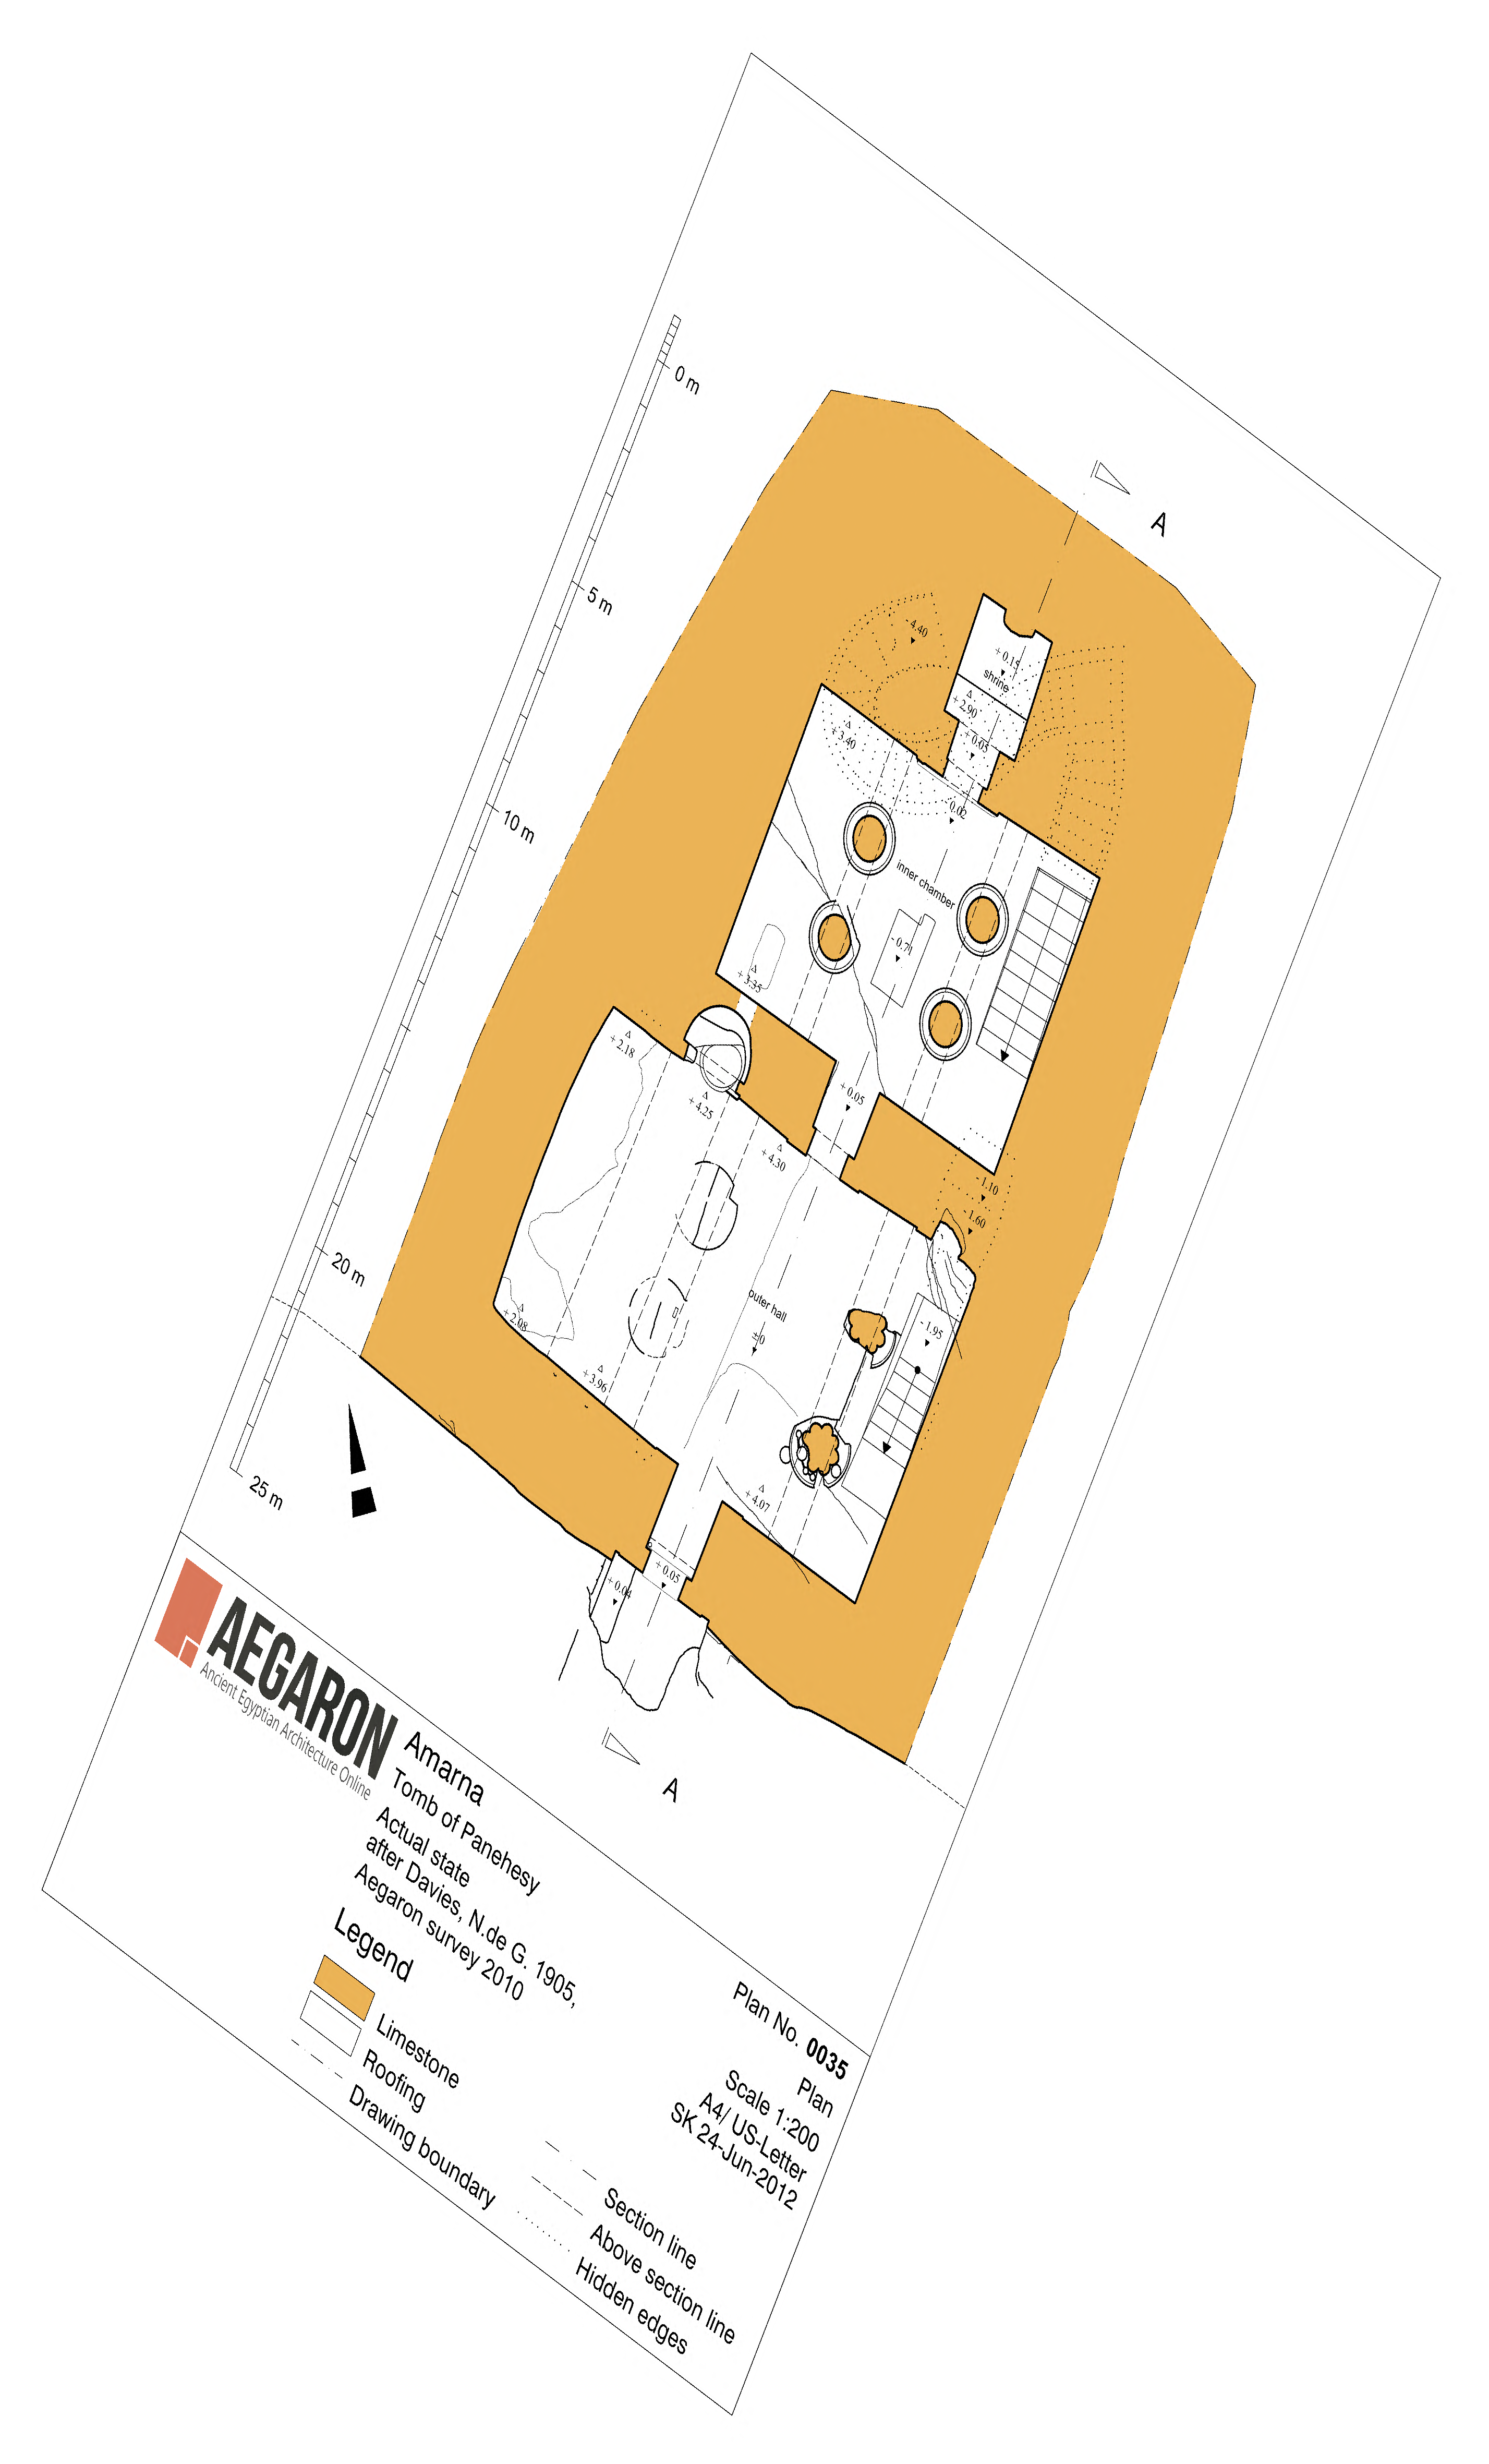 0 m
5 m
10 m
20 m
25 m
A
- 4.40
+ 0.15
shrine
+ 2.90
+ 0.05
+ 3.40
0.02
inner chamber
- 0.71
+ 3.35
+ 2.18
+ 4.25
+ 0.05
+ 4.30
- 1.10
- 1.60
outer hall
±0
- 1.95
+ 2.08
+ 3.96
+ 4.07
+ 0.05
+ 0.04
A
AEGARON
Ancient Egyptian Architecture Online
Amarna
Tomb of Panehesy
Actual state
after Davies, N.de G. 1905,
Aegaron survey 2010
Plan No. 0035
Plan
Scale 1:200
A4/ US-Letter
SK 24-Jun-2012
Legend
Limestone
Roofing
Drawing boundary
Section line
Above section line
Hidden edges